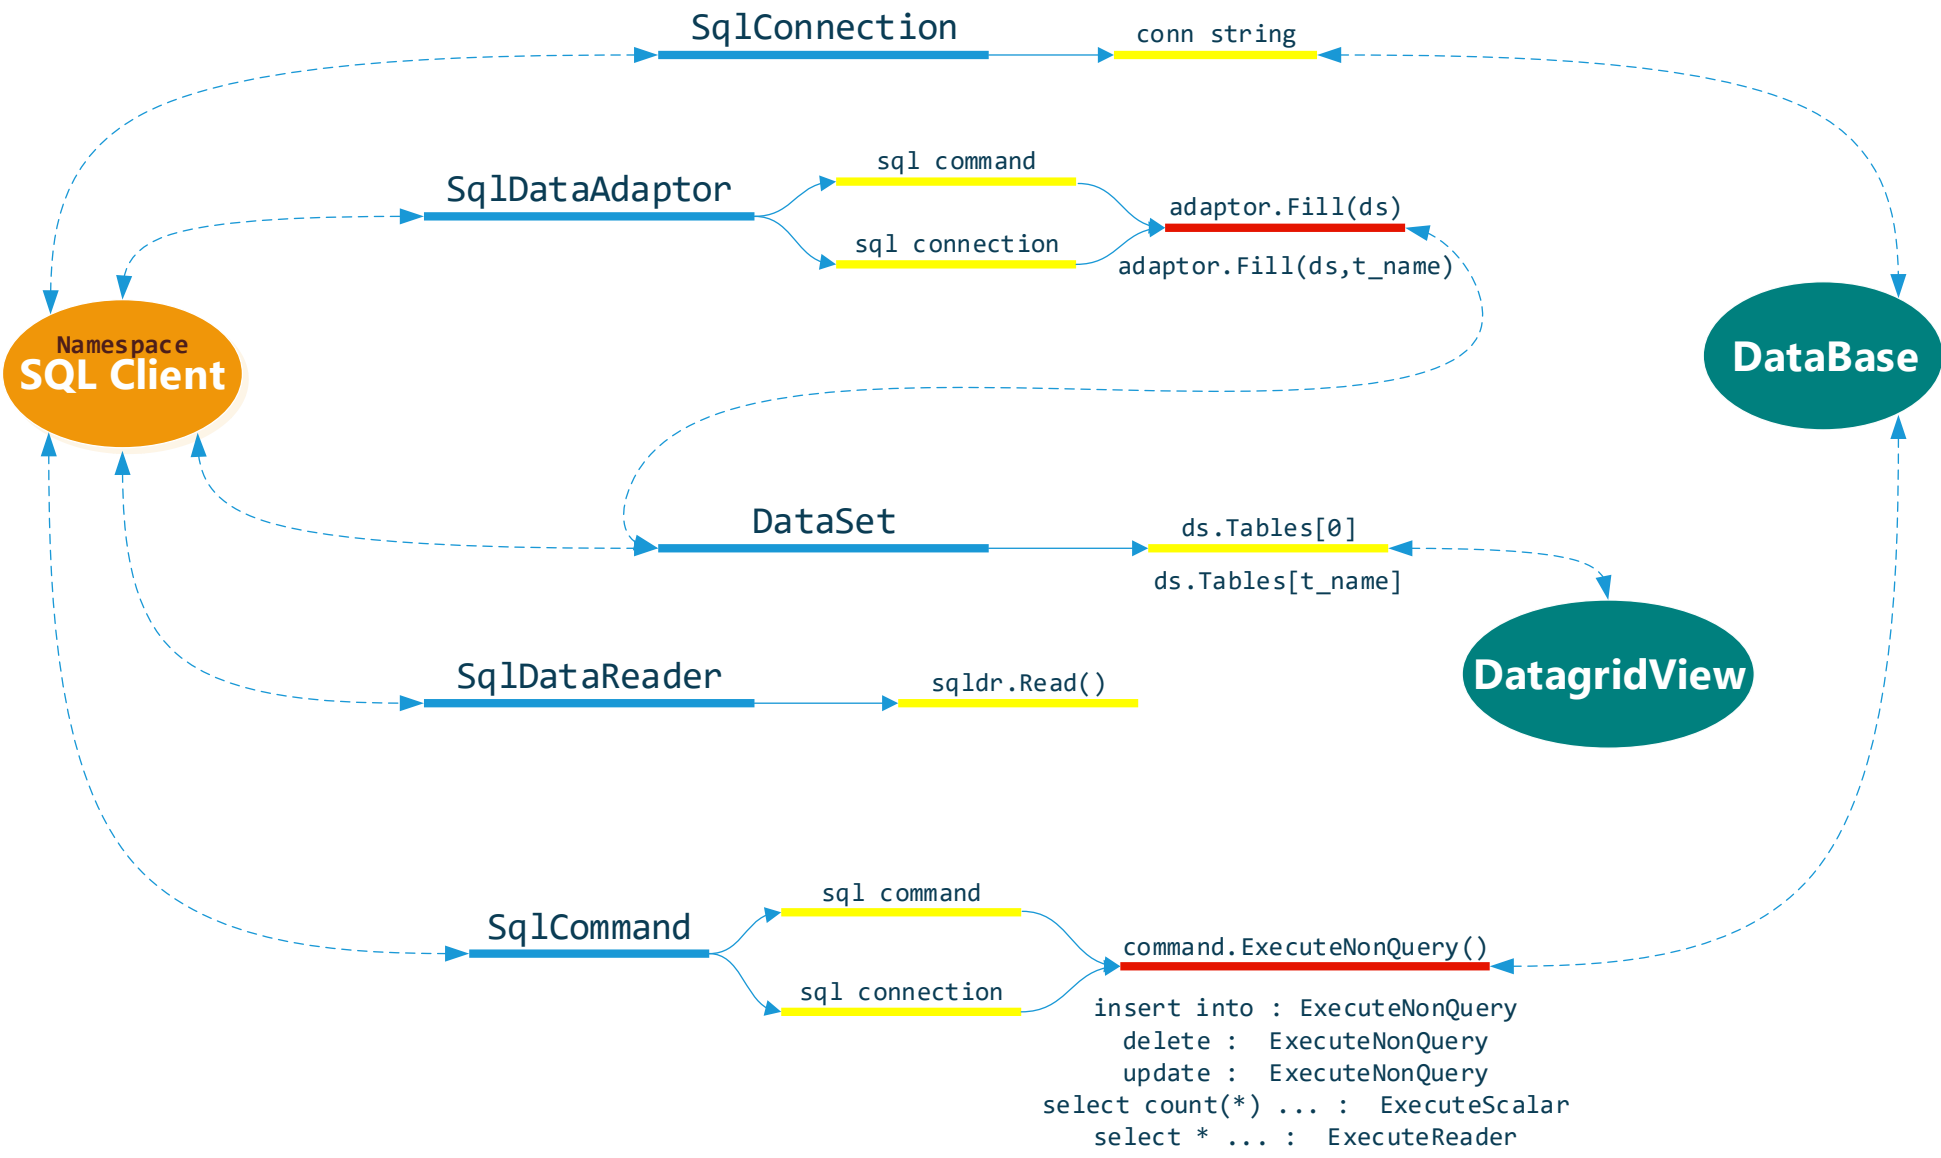 SqlConnection
conn string
SqlDataAdaptor
sql command
sql connection
adaptor.Fill(ds)
adaptor.Fill(ds,t_name)
Namespace
SQL Client
DataBase
DataSet
ds.Tables[0]
ds.Tables[t_name]
DatagridView
SqlDataReader
sqldr.Read()
SqlCommand
sql command
sql connection
command.ExecuteNonQuery()
insert into : ExecuteNonQuery
delete :  ExecuteNonQuery
update :  ExecuteNonQuery
select count(*) ... :  ExecuteScalar
select * ... :  ExecuteReader